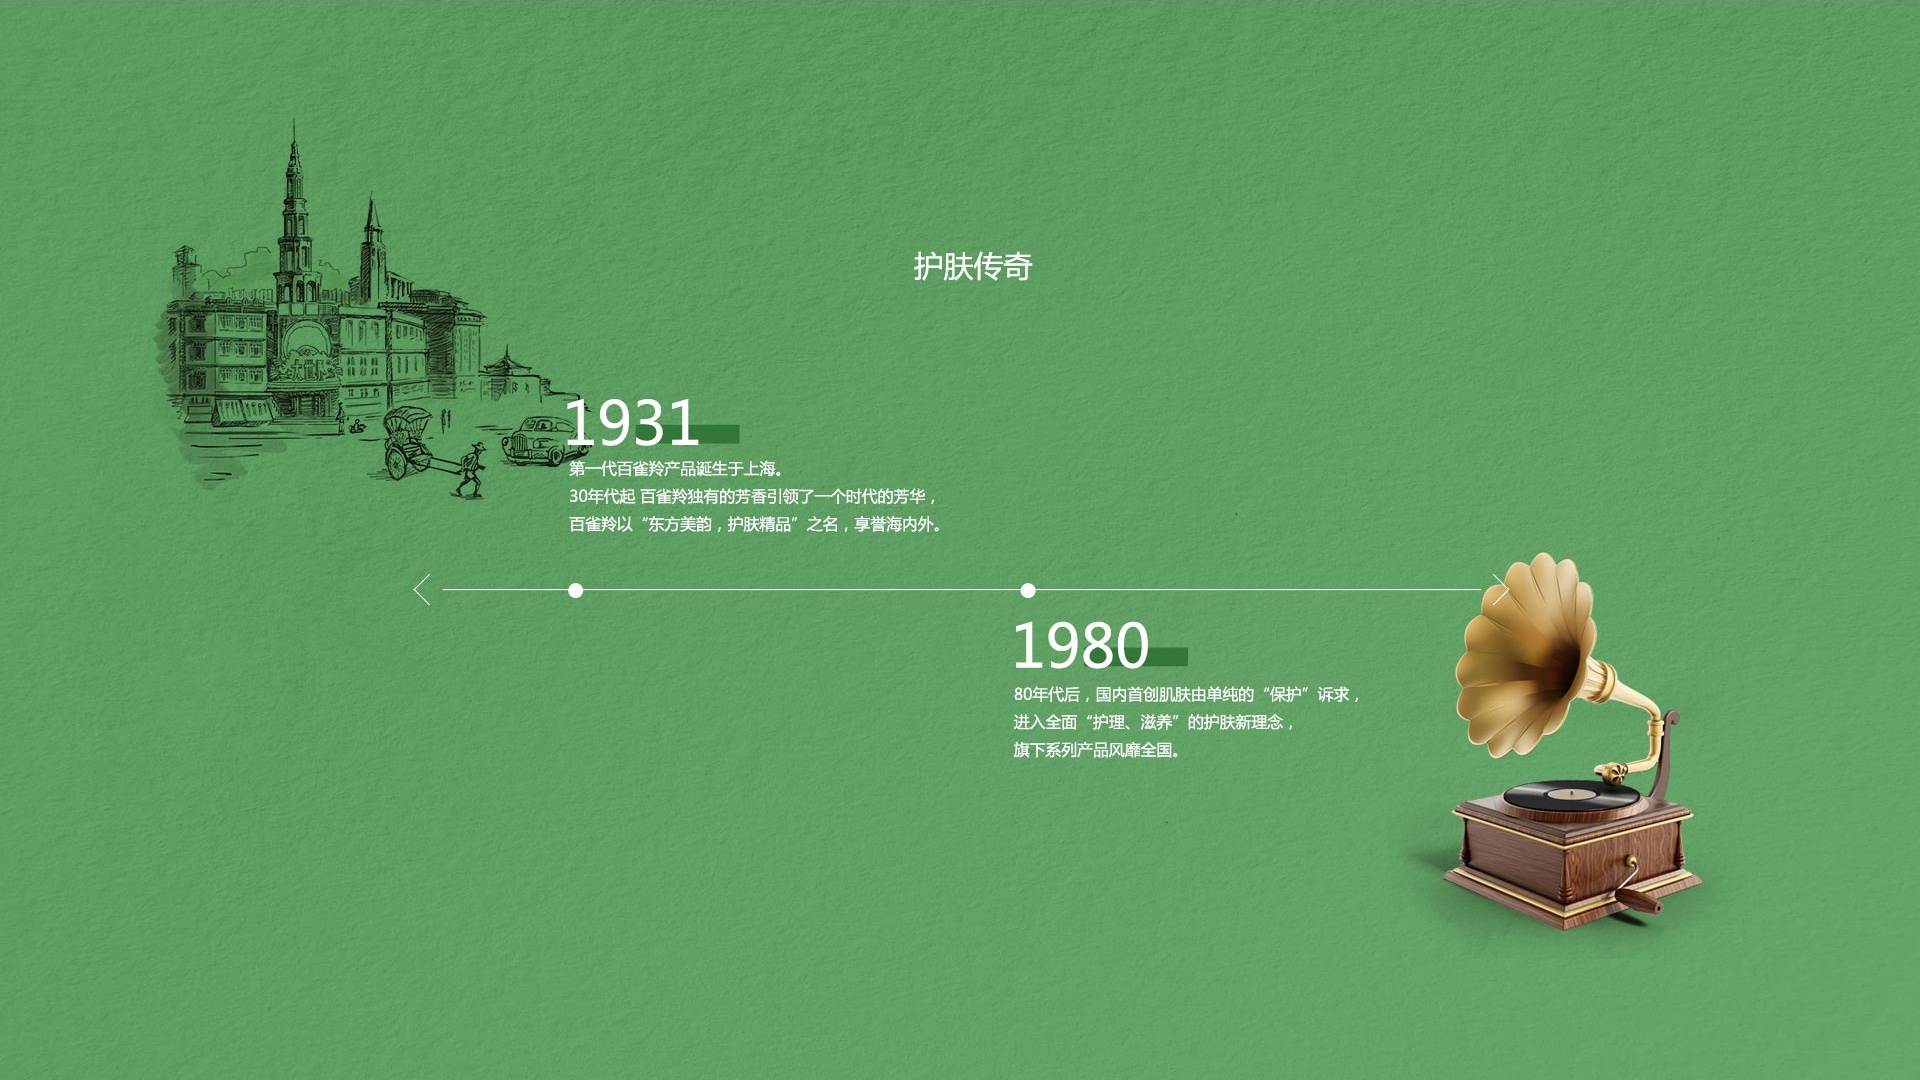 护肤传奇
大世界
1931
第一代百雀羚产品诞生于上海。
30年代起 百雀羚独有的芳香引领了一个时代的芳华，
百雀羚以“东方美韵，护肤精品”之名，享誉海内外。
1980
80年代后，国内首创肌肤由单纯的“保护”诉求，
进入全面“护理、滋养”的护肤新理念，
旗下系列产品风靡全国。